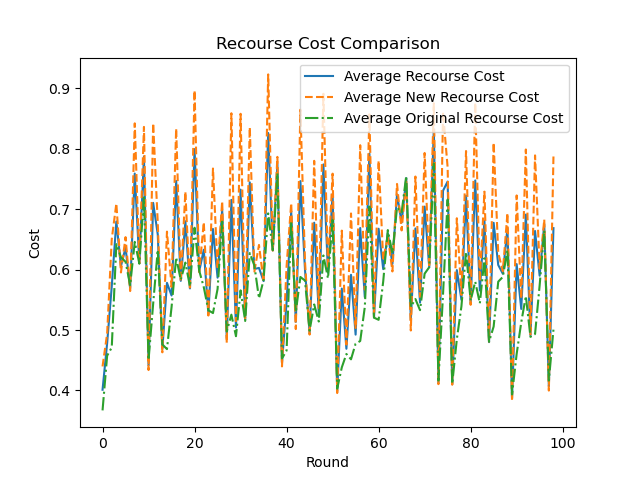 Recourse Cost Comparison
Average Recourse Cost
Average New Recourse Cost
Average Original Recourse Cost
Cost
0.9
0.8
0.7
0.6
0.5
0.4
0 20 40 60 80 100
Round